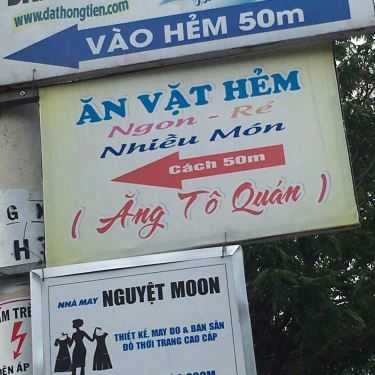 www.dathongtien.com
VÀO HẺM 50m
ĂN VẶT HẺM
Ngon - Rẻ
Nhiều Món
Cách 50m
( Ăng Tô Quán )
NHÀ MAY NGUYỆT MOON
THIẾT KẾ, MAY ĐO & BÁN SẴN
ĐỒ THỜI TRANG CAO CẤP